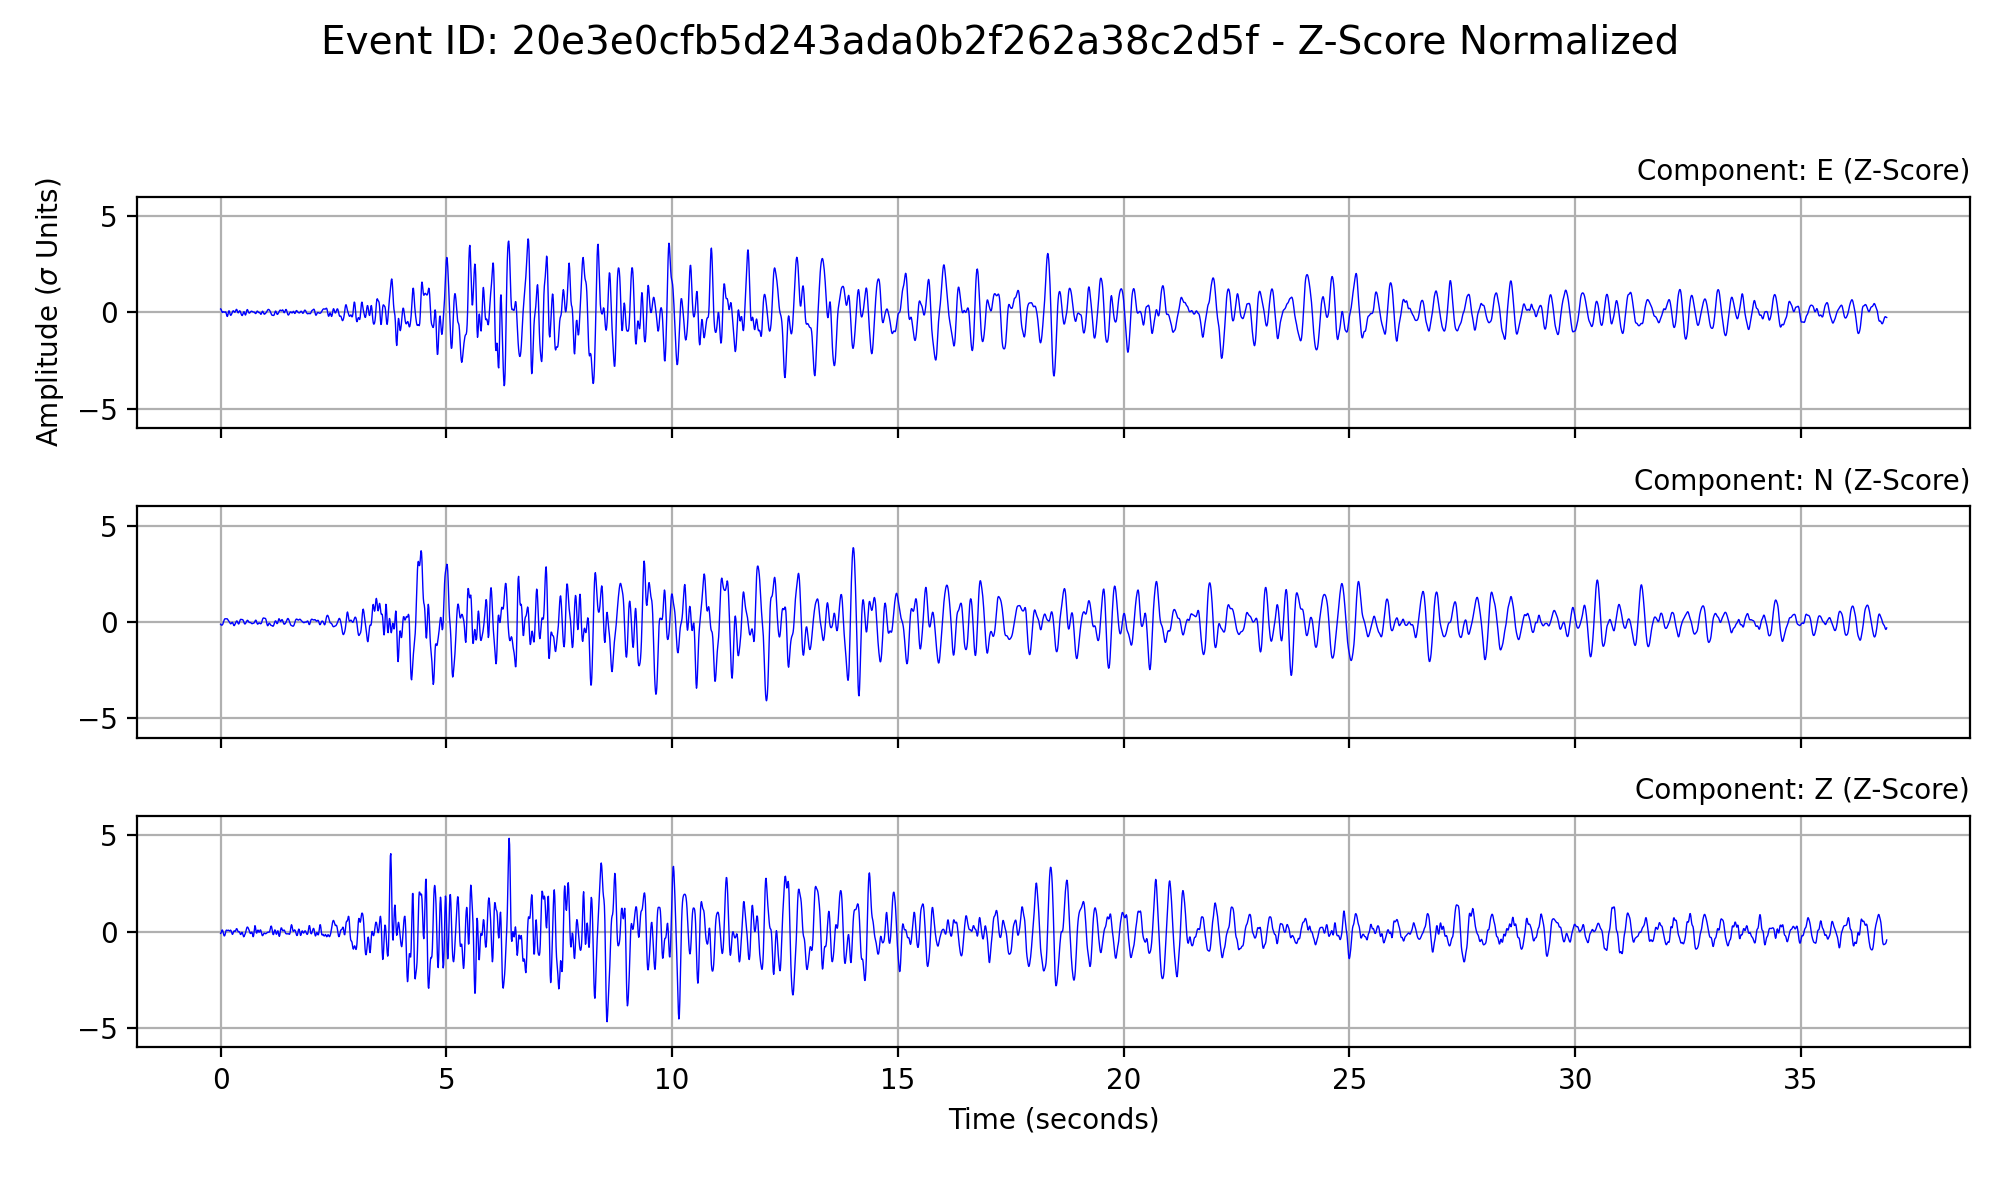 Event ID: 20e3e0cfb5d243ada0b2f262a38c2d5f - Z-Score Normalized
Component: E (Z-Score)
Amplitude (σ Units)
5
0
−5
Component: N (Z-Score)
5
0
−5
Component: Z (Z-Score)
5
0
−5
0 5 10 15 20 25 30 35
Time (seconds)